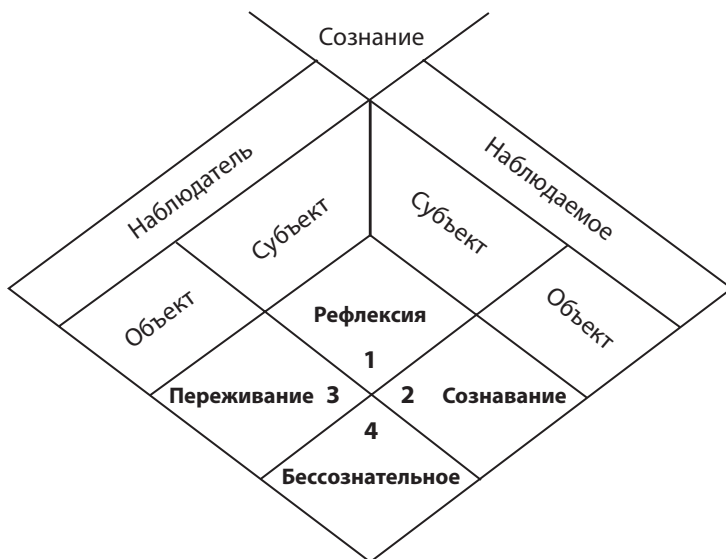 Сознание
Наблюдатель
Наблюдаемое
Субъект
Субъект
Объект
Объект
Рефлексия
1
Переживание 3
2 Сознавание
4
Бессознательное